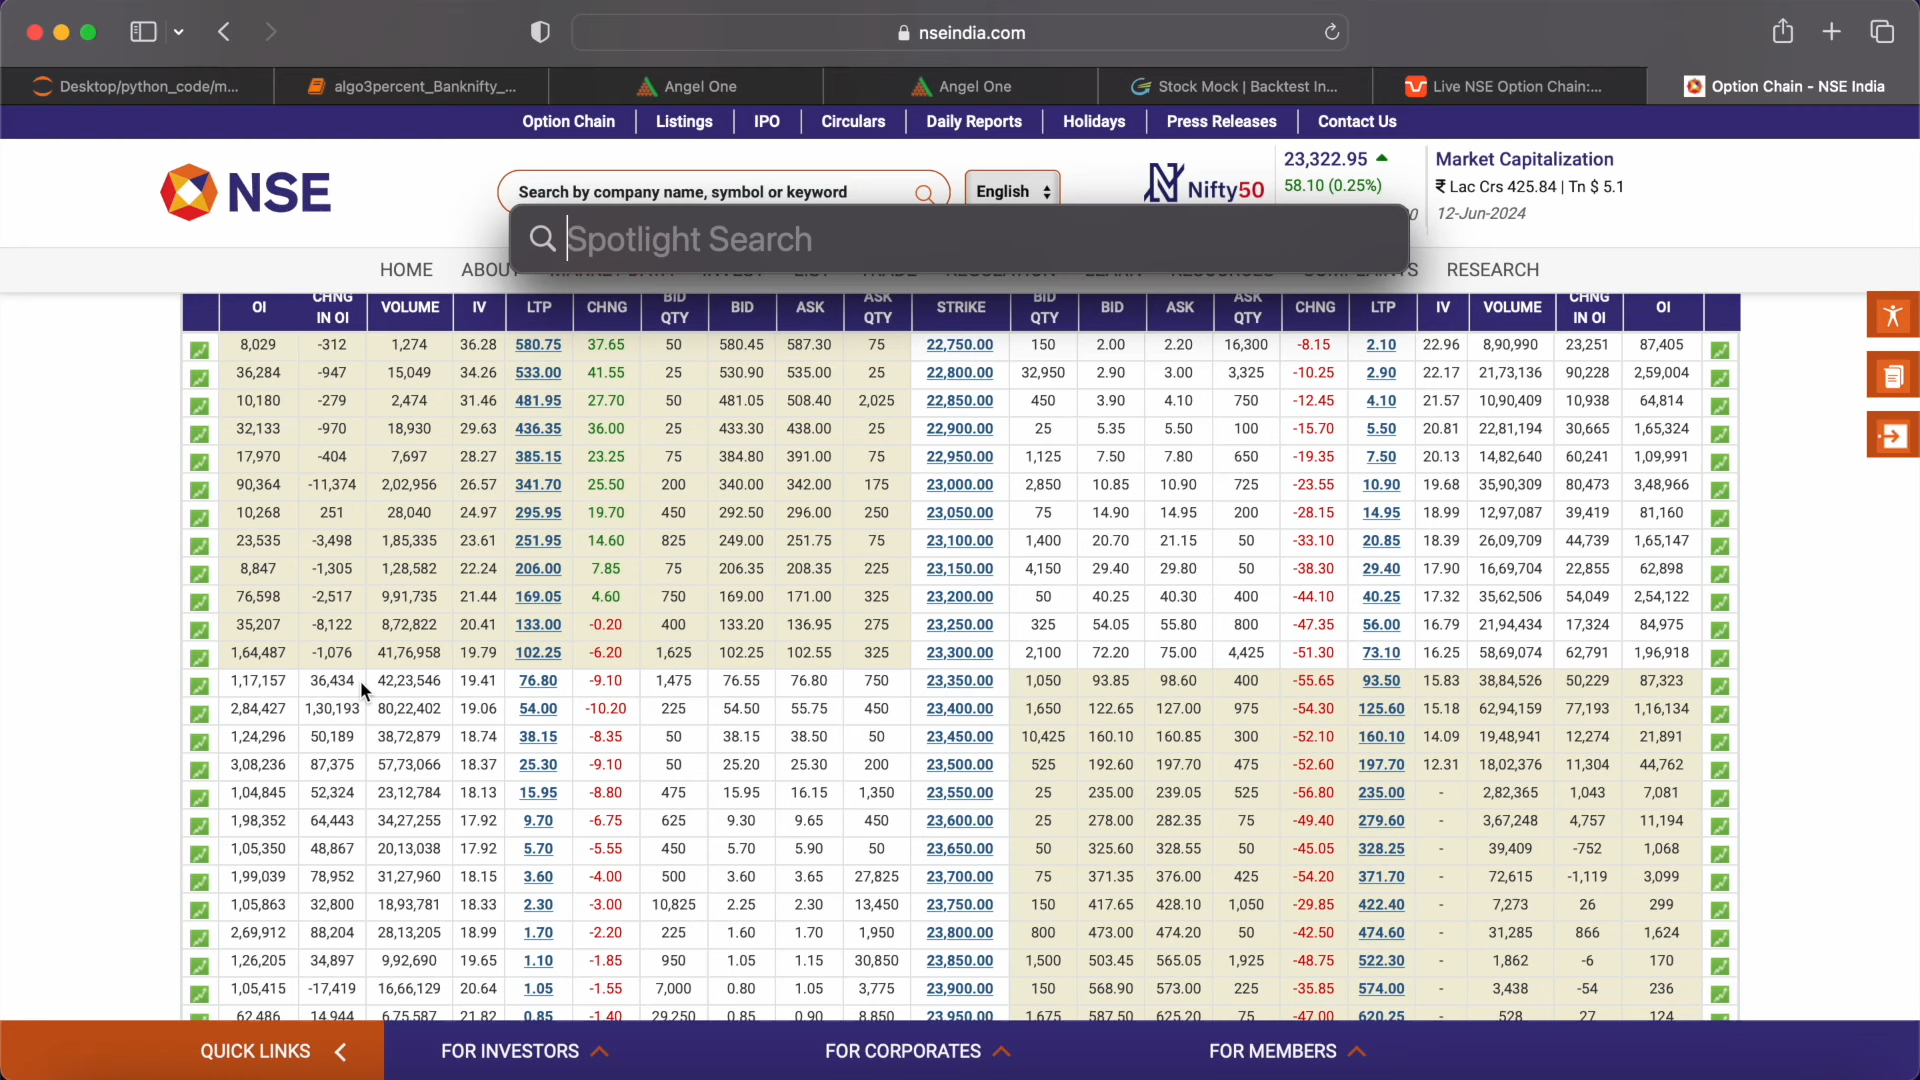 nseindia.com
Desktop/python_code/m... algo3percent_Banknifty_... Angel One Angel One Stock Mock | Backtest In... Live NSE Option Chain:... Option Chain - NSE India
Option Chain Listings IPO Circulars Daily Reports Holidays Press Releases Contact Us
NSE
Search by company name, symbol or keyword English
Nifty50
23,322.95
58.10 (0.25%)
Market Capitalization
₹ Lac Crs 425.84 | Tn $ 5.1
12-Jun-2024
Spotlight Search
HOME RESEARCH
OI CHNG IN OI VOLUME IV LTP CHNG BID QTY BID ASK ASK QTY STRIKE BID QTY BID ASK ASK QTY CHNG LTP IV VOLUME CHNG IN OI OI
8,029 -312 1,274 36.28 580.75 37.65 50 580.45 587.30 75 22,750.00 150 2.00 2.20 16,300 -8.15 2.10 22.96 8,90,990 23,251 87,405
36,284 -947 15,049 34.26 533.00 41.55 25 530.90 535.00 25 22,800.00 32,950 2.90 3.00 3,325 -10.25 2.90 22.17 21,73,136 90,228 2,59,004
10,180 -279 2,474 31.46 481.95 27.70 50 481.05 508.40 2,025 22,850.00 450 3.90 4.10 750 -12.45 4.10 21.57 10,90,409 10,938 64,814
32,133 -970 18,930 29.63 436.35 36.00 25 433.30 438.00 25 22,900.00 25 5.35 5.50 100 -15.70 5.50 20.81 22,81,194 30,665 1,65,324
17,970 -404 7,697 28.27 385.15 23.25 75 384.80 391.00 75 22,950.00 1,125 7.50 7.80 650 -19.35 7.50 20.13 14,82,640 60,241 1,09,991
90,364 -11,374 2,02,956 26.57 341.70 25.50 200 340.00 342.00 175 23,000.00 2,850 10.85 10.90 725 -23.55 10.90 19.68 35,90,309 80,473 3,48,966
10,268 251 28,040 24.97 295.95 19.70 450 292.50 296.00 250 23,050.00 75 14.90 14.95 200 -28.15 14.95 18.99 12,97,087 39,419 81,160
23,535 -3,498 1,85,335 23.61 251.95 14.60 825 249.00 251.75 75 23,100.00 1,400 20.70 21.15 50 -33.10 20.85 18.39 26,09,709 44,739 1,65,147
8,847 -1,305 1,28,582 22.24 206.00 7.85 75 206.35 208.35 225 23,150.00 4,150 29.40 29.80 50 -38.30 29.40 17.90 16,69,704 22,855 62,898
76,598 -2,517 9,91,735 21.44 169.05 4.60 750 169.00 171.00 325 23,200.00 50 40.25 40.30 400 -44.10 40.25 17.32 35,62,506 54,049 2,54,122
35,207 -8,122 8,72,822 20.41 133.00 -0.20 400 133.20 136.95 275 23,250.00 325 54.05 55.80 800 -47.35 56.00 16.79 21,94,434 17,324 84,975
1,64,487 -1,076 41,76,958 19.79 102.25 -6.20 1,625 102.25 102.55 325 23,300.00 2,100 72.20 75.00 4,425 -51.30 73.10 16.25 58,69,074 62,791 1,96,918
1,17,157 36,434 42,23,546 19.41 76.80 -9.10 1,475 76.55 76.80 750 23,350.00 1,050 93.85 98.60 400 -55.65 93.50 15.83 38,84,526 50,229 87,323
2,84,427 1,30,193 80,22,402 19.06 54.00 -10.20 225 54.50 55.75 450 23,400.00 1,650 122.65 127.00 975 -54.30 125.60 15.18 62,94,159 77,193 1,16,134
1,24,296 50,189 38,72,879 18.74 38.15 -8.35 50 38.15 38.50 50 23,450.00 10,425 160.10 160.85 300 -52.10 160.10 14.09 19,48,941 12,274 21,891
3,08,236 87,375 57,73,066 18.37 25.30 -9.10 50 25.20 25.30 200 23,500.00 525 192.60 197.70 475 -52.60 197.70 12.31 18,02,376 11,304 44,762
1,04,845 52,324 23,12,784 18.13 15.95 -8.80 475 15.95 16.15 1,350 23,550.00 25 235.00 239.05 525 -56.80 235.00 - 2,82,365 1,043 7,081
1,98,352 64,443 34,27,255 17.92 9.70 -6.75 625 9.30 9.65 450 23,600.00 25 278.00 282.35 75 -49.40 279.60 - 3,67,248 4,757 11,194
1,05,350 48,867 20,13,038 17.92 5.70 -5.55 450 5.70 5.90 50 23,650.00 50 325.60 328.55 50 -45.05 328.25 - 39,409 -752 1,068
1,99,039 78,952 31,27,960 18.15 3.60 -4.00 500 3.60 3.65 27,825 23,700.00 75 371.35 376.00 425 -54.20 371.70 - 72,615 -1,119 3,099
1,05,863 32,800 18,93,781 18.33 2.30 -3.00 10,825 2.25 2.30 13,450 23,750.00 150 417.65 428.10 1,050 -29.85 422.40 - 7,273 26 299
2,69,912 88,204 28,13,205 18.99 1.70 -2.20 225 1.60 1.70 1,950 23,800.00 800 473.00 474.20 50 -42.50 474.60 - 31,285 866 1,624
1,26,205 34,897 9,92,690 19.65 1.10 -1.85 950 1.05 1.15 30,850 23,850.00 1,500 503.45 565.05 1,925 -48.75 522.30 - 1,862 -6 170
1,05,415 -17,419 16,66,129 20.64 1.05 -1.55 7,000 0.80 1.05 3,775 23,900.00 150 568.90 573.00 225 -35.85 574.00 - 3,438 -54 236
62,486 14,944 6,75,587 21.82 0.85 -1.40 29,250 0.85 0.90 8,850 23,950.00 1,675 587.50 625.20 75 -47.00 620.25 - 528 27 124
QUICK LINKS FOR INVESTORS FOR CORPORATES FOR MEMBERS